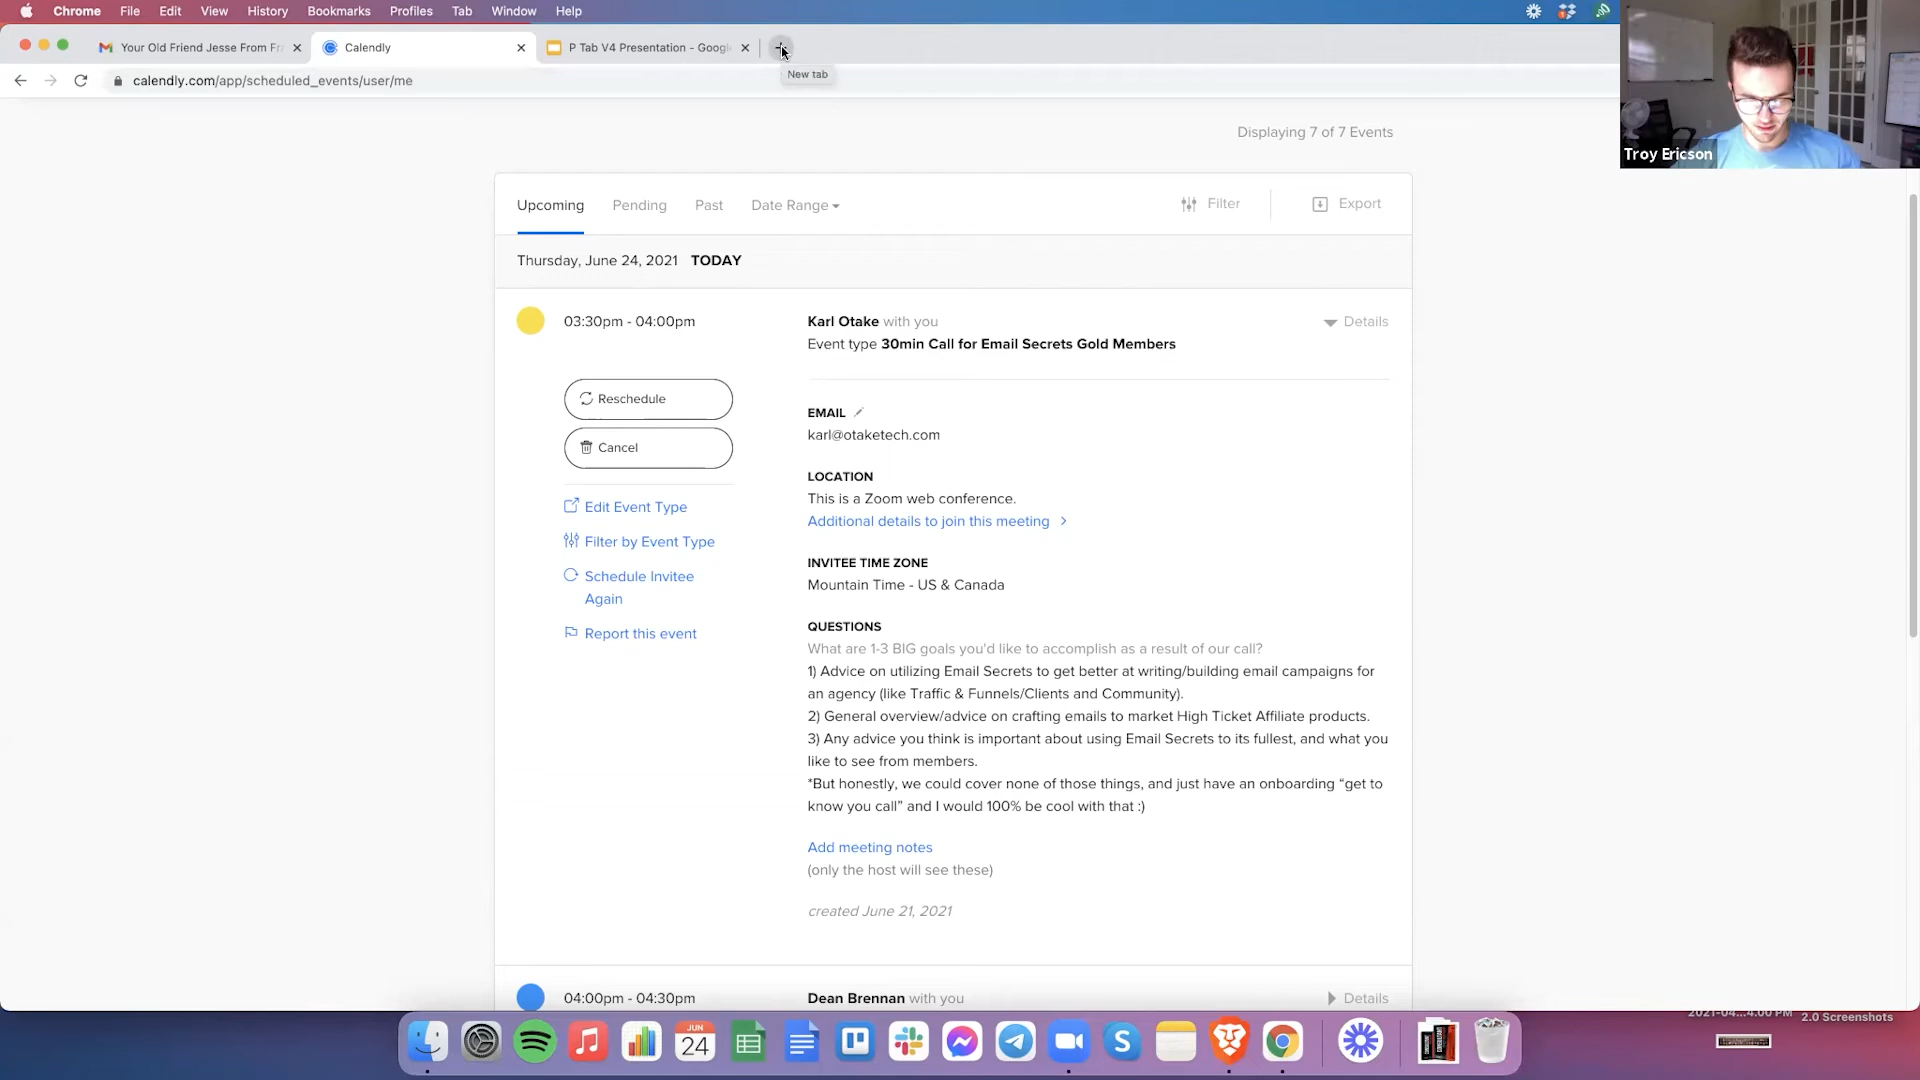 Chrome File Edit View History Bookmarks Profiles Tab Window Help
Your Old Friend Jesse From Fr
Calendly
P Tab V4 Presentation - Googl
New tab
calendly.com/app/scheduled_events/user/me
Troy Ericson
Displaying 7 of 7 Events
Upcoming Pending Past Date Range Filter Export
Thursday, June 24, 2021 TODAY
03:30pm - 04:00pm
Karl Otake with you
Details
Event type 30min Call for Email Secrets Gold Members
Reschedule
Cancel
Edit Event Type
Filter by Event Type
Schedule Invitee
Again
Report this event
EMAIL
karl@otaketech.com
LOCATION
This is a Zoom web conference.
Additional details to join this meeting >
INVITEE TIME ZONE
Mountain Time - US & Canada
QUESTIONS
What are 1-3 BIG goals you'd like to accomplish as a result of our call?
1) Advice on utilizing Email Secrets to get better at writing/building email campaigns for
an agency (like Traffic & Funnels/Clients and Community).
2) General overview/advice on crafting emails to market High Ticket Affiliate products.
3) Any advice you think is important about using Email Secrets to its fullest, and what you
like to see from members.
*But honestly, we could cover none of those things, and just have an onboarding “get to
know you call” and I would 100% be cool with that :)
Add meeting notes
(only the host will see these)
created June 21, 2021
04:00pm - 04:30pm
Dean Brennan with you
Details
2021-04...4.00 PM
2.0 Screenshots
JUN
24